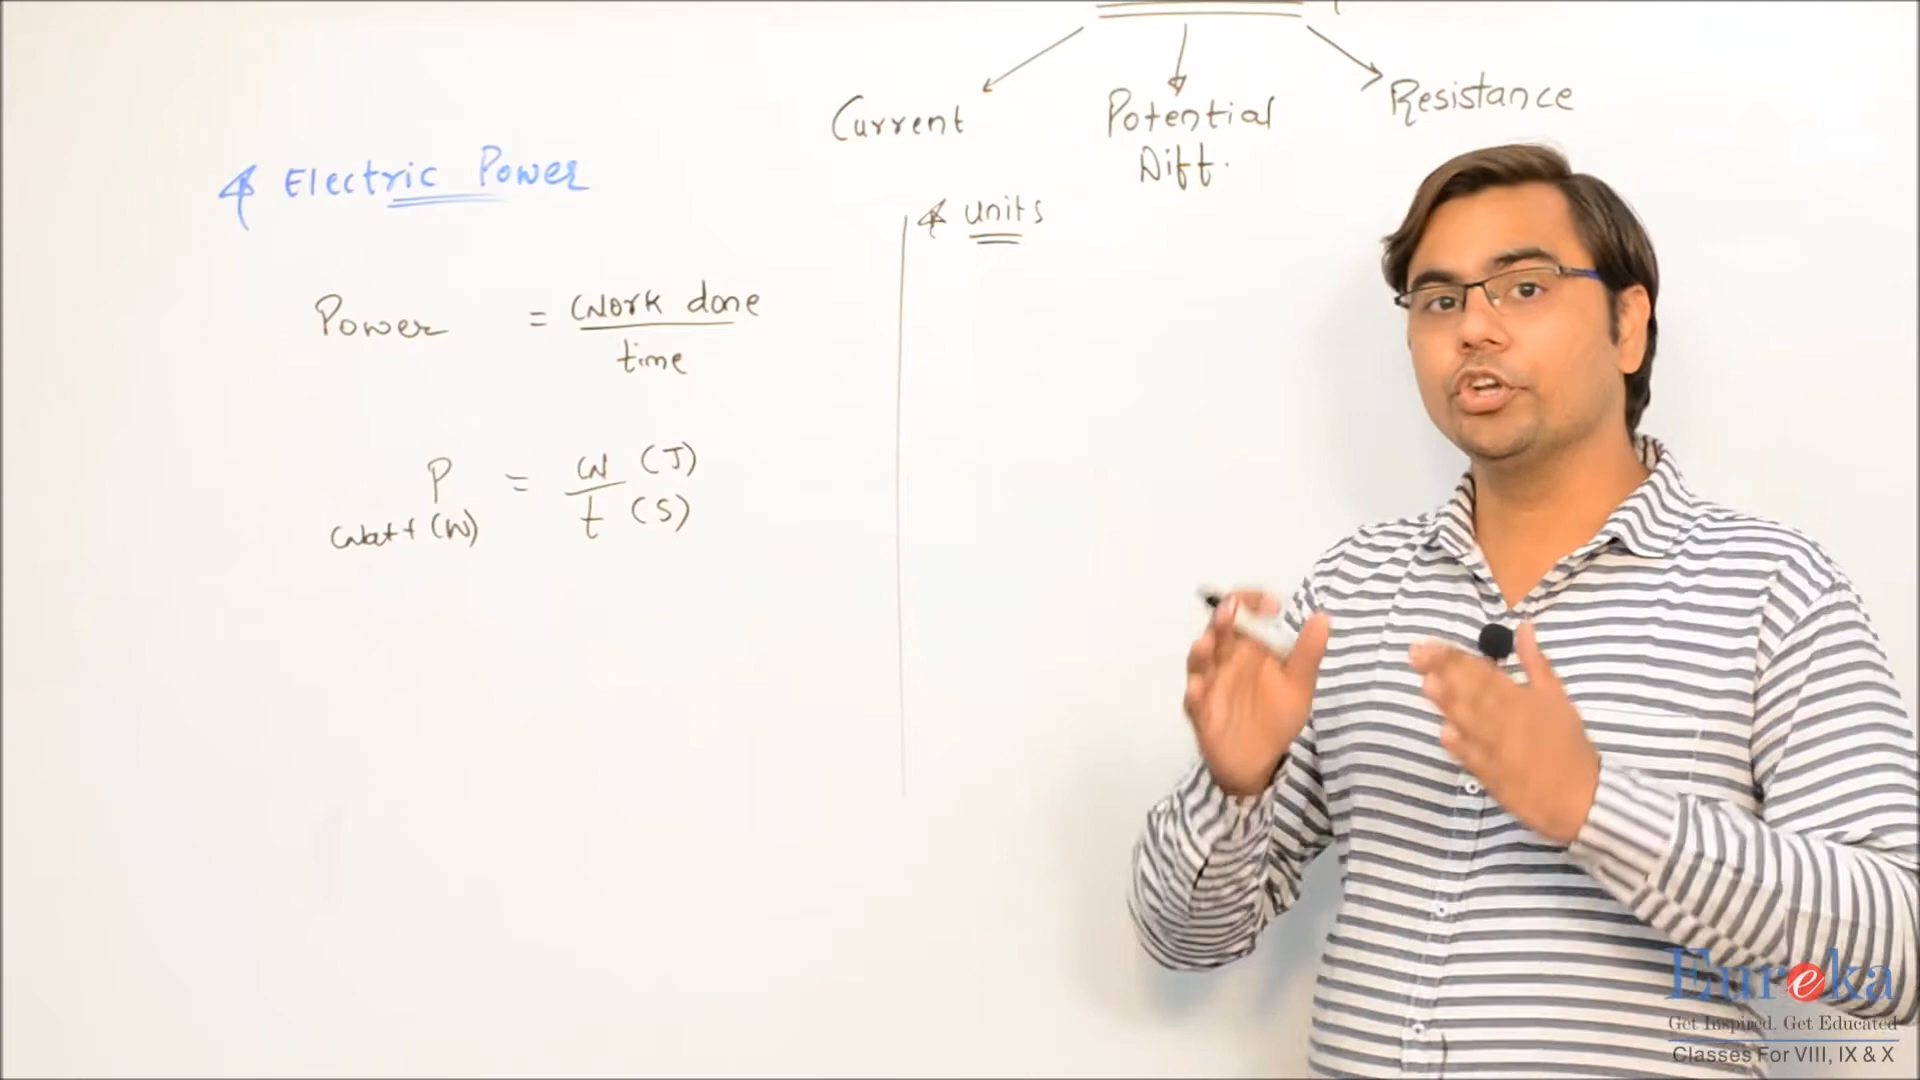 Current
Potential
Diff.
Resistance
Electric Power
units
Power = Work done
time
P = W (J)
t (S)
Watt (W)
Eureka
Get Inspired. Get Educated
Classes For VIII, IX & X